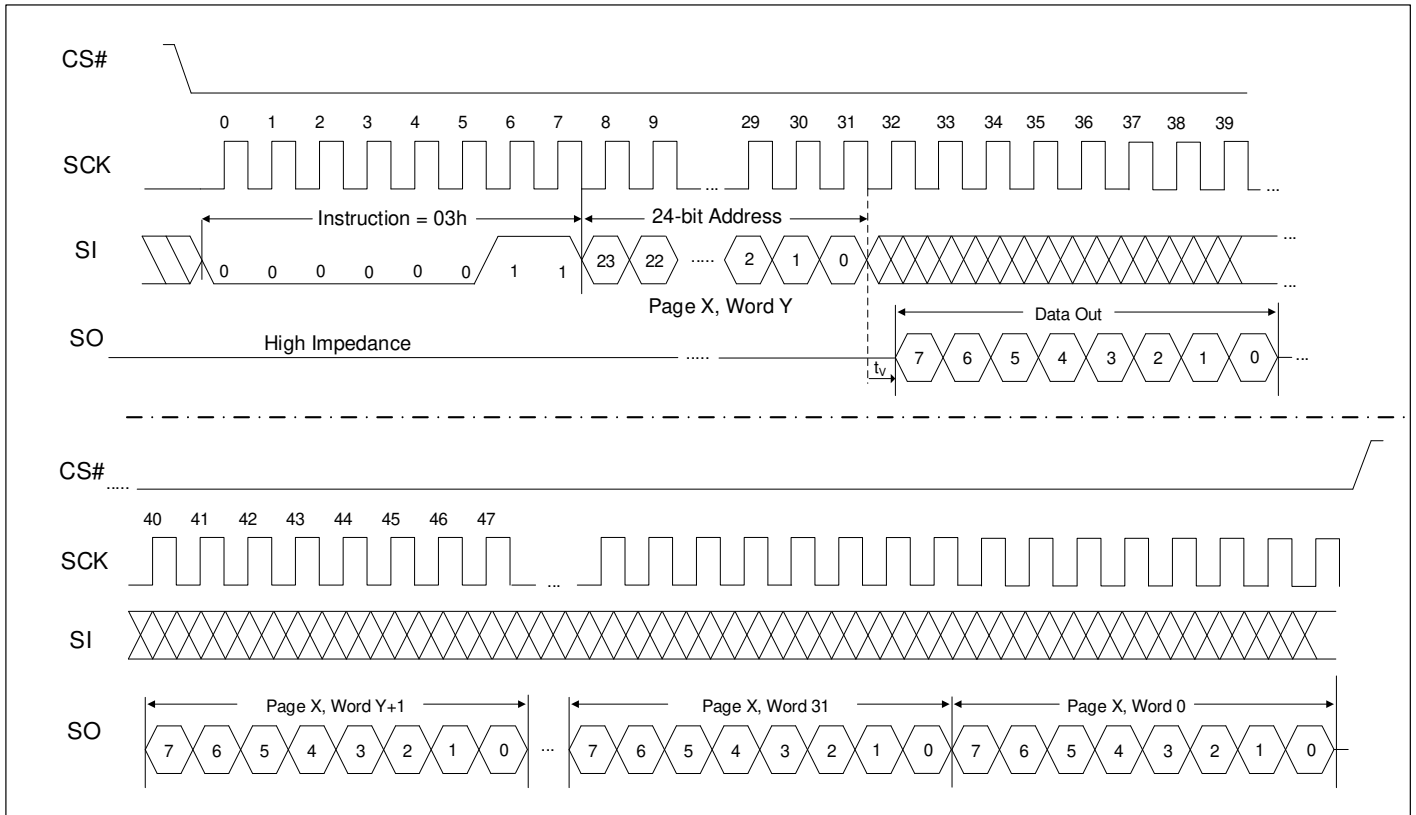 CS#
0 1 2 3 4 5 6 7 8 9 29 30 31 32 33 34 35 36 37 38 39
SCK ... ...
Instruction = 03h 24-bit Address
SI 0 0 0 0 0 0 1 1 23 22 ..... 2 1 0 ... ...
Page X, Word Y
Data Out
SO High Impedance ..... tV 7 6 5 4 3 2 1 0 ...
CS# .....
40 41 42 43 44 45 46 47
SCK ...
SI
Page X, Word Y+1 Page X, Word 31 Page X, Word 0
SO 7 6 5 4 3 2 1 0 ... 7 6 5 4 3 2 1 0 7 6 5 4 3 2 1 0